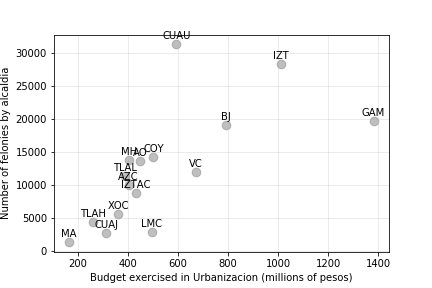 CUAU
IZT
GAM
BJ
MH AO COY
TLAL
VC
AZC
IZTAC
XOC
TLAH
CUAJ LMC
MA
30000
25000
20000
15000
10000
5000
0
200 400 600 800 1000 1200 1400
Number of felonies by alcaldia
Budget exercised in Urbanizacion (millions of pesos)